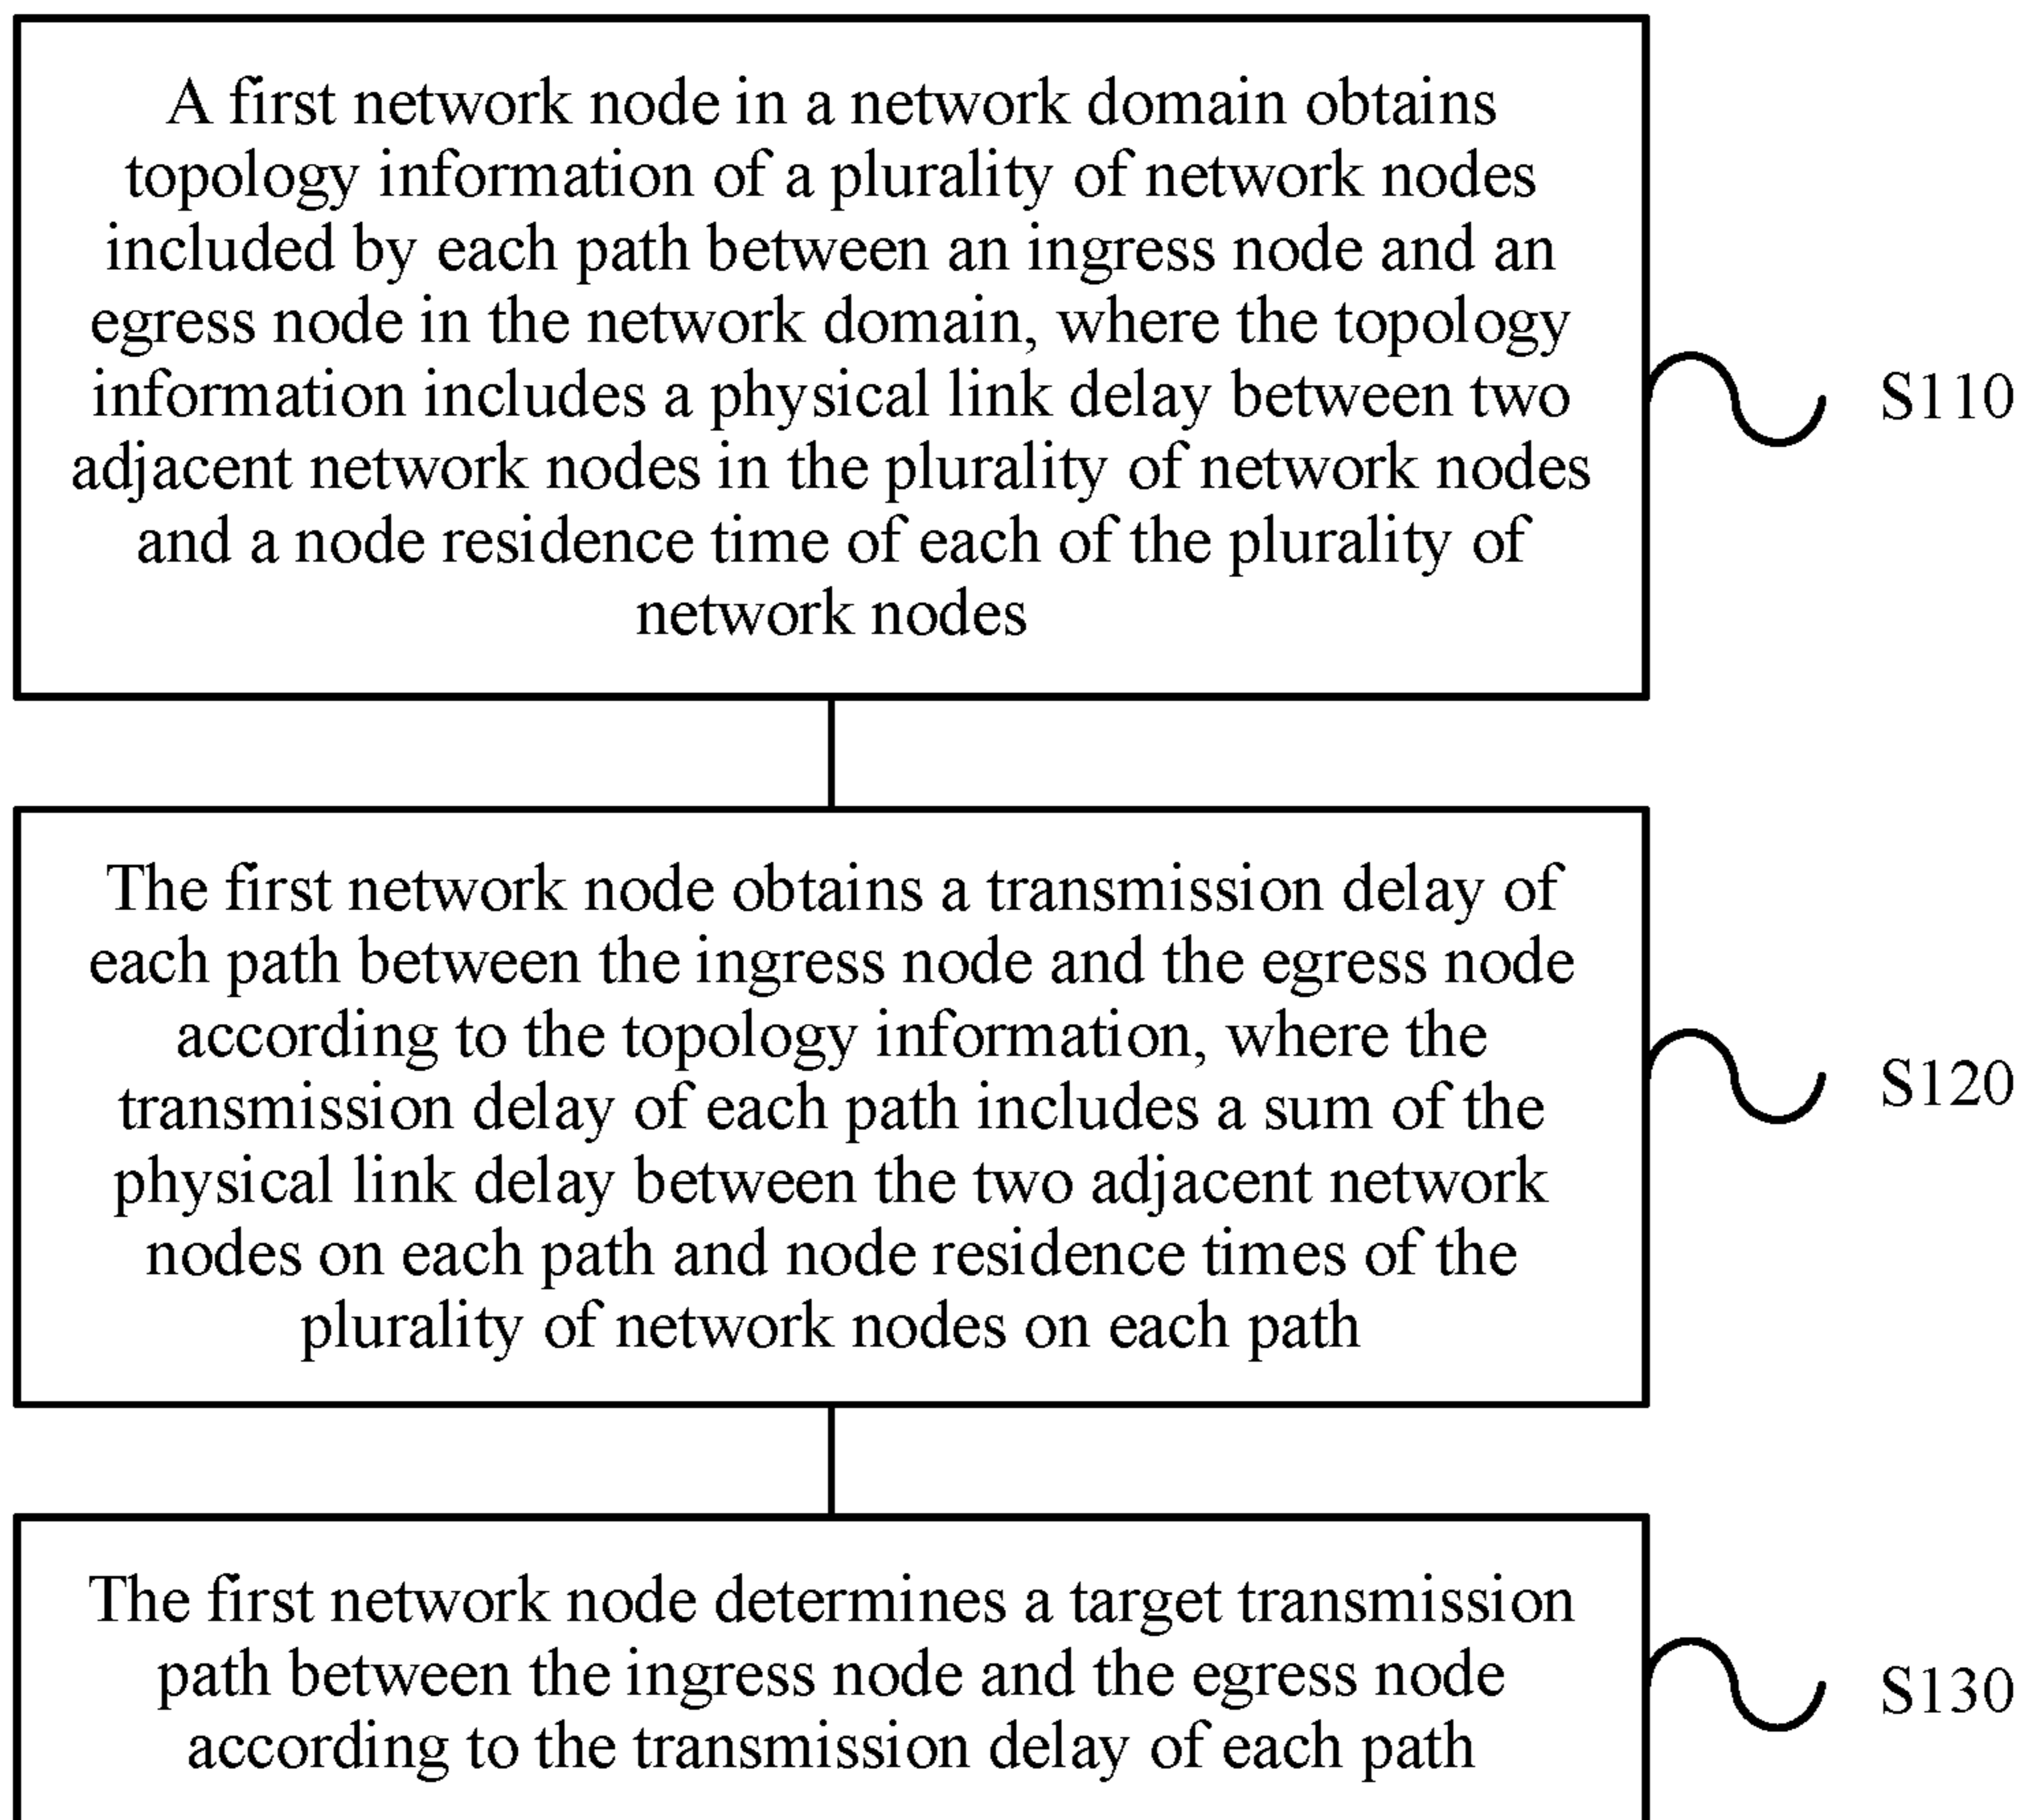 A first network node in a network domain obtains
topology information of a plurality of network nodes
included by each path between an ingress node and an
egress node in the network domain, where the topology
information includes a physical link delay between two
adjacent network nodes in the plurality of network nodes
and a node residence time of each of the plurality of
network nodes
S110
The first network node obtains a transmission delay of
each path between the ingress node and the egress node
according to the topology information, where the
transmission delay of each path includes a sum of the
physical link delay between the two adjacent network
nodes on each path and node residence times of the
plurality of network nodes on each path
S120
The first network node determines a target transmission
path between the ingress node and the egress node
according to the transmission delay of each path
S130